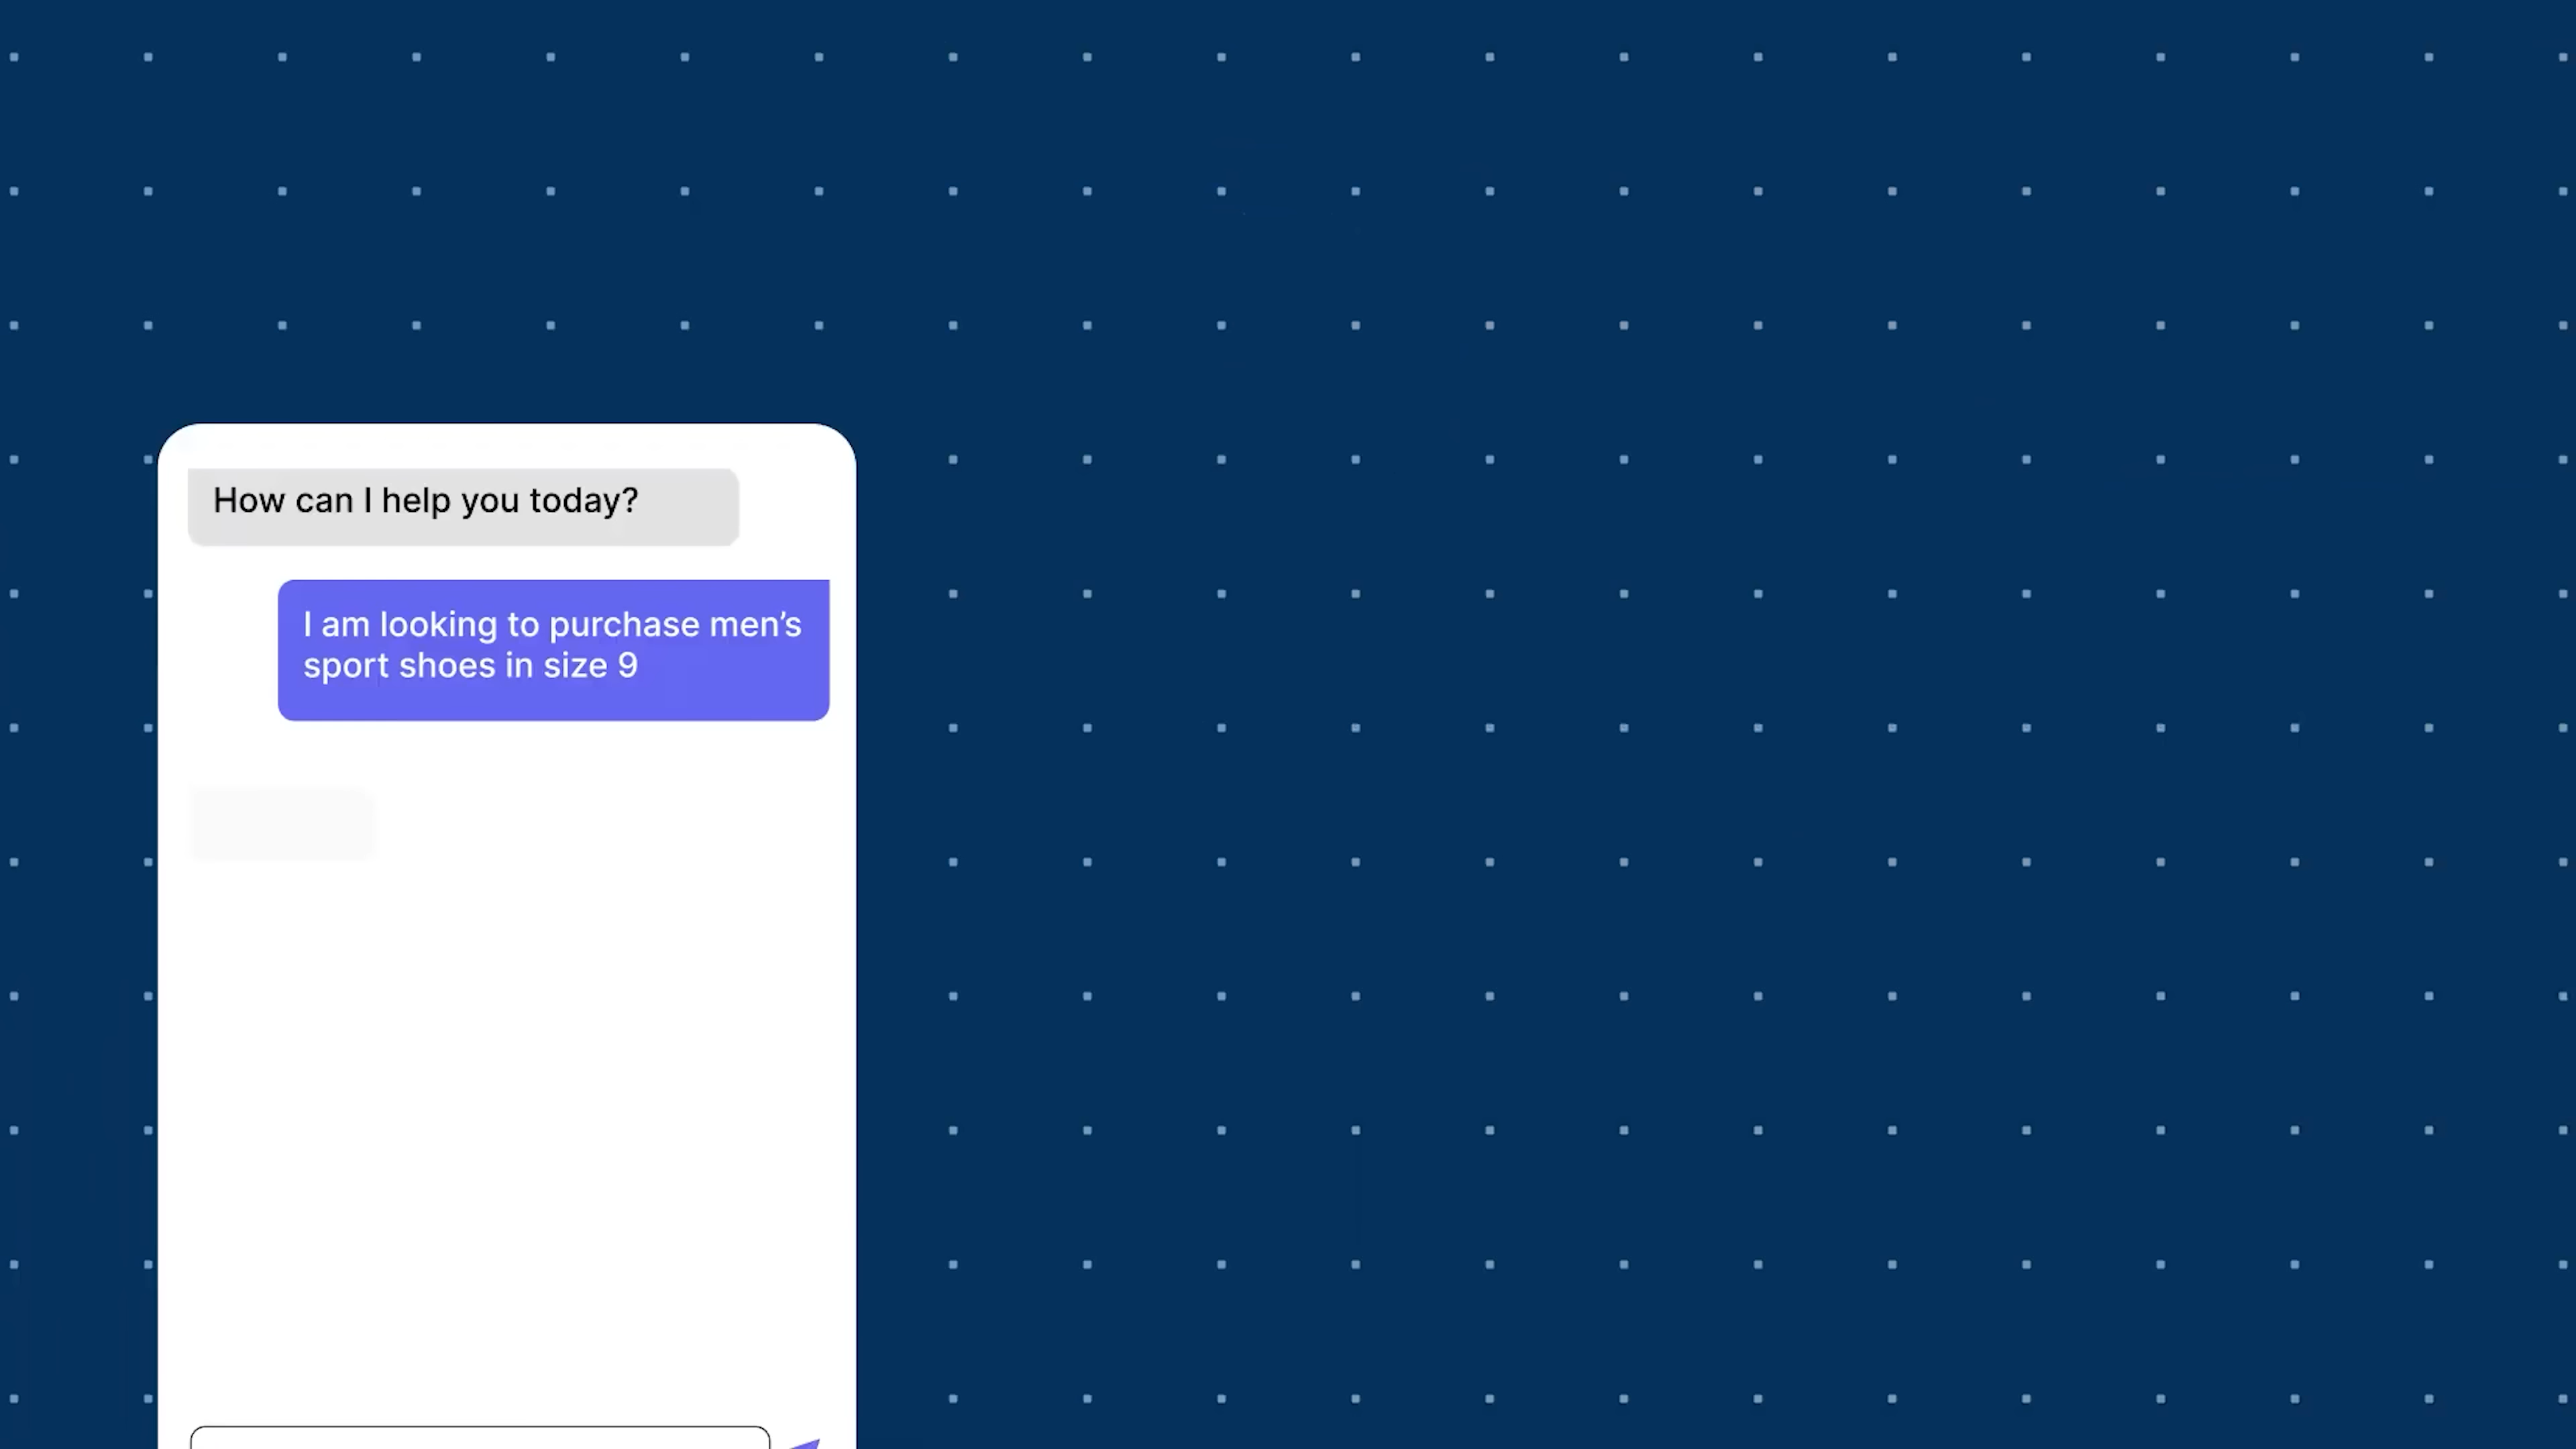 How can I help you today?
I am looking to purchase men’s
sport shoes in size 9